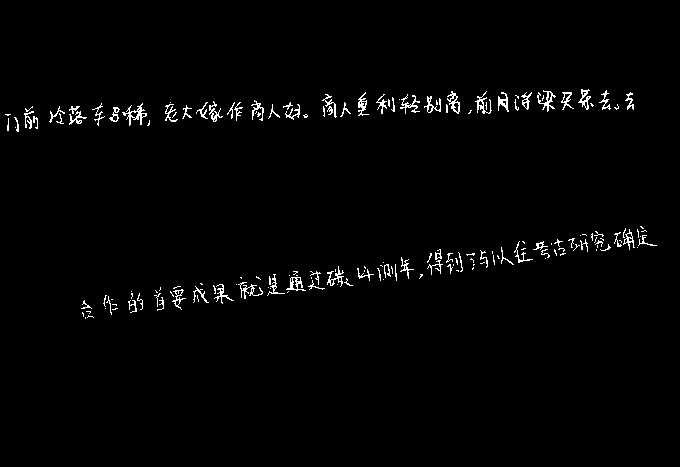 门前冷落车马稀,老大嫁作商人妇。商人重利轻别离,前月浮梁买茶去。去
合作的首要成果就是通过碳14测年,得到了与以往考古研究确定